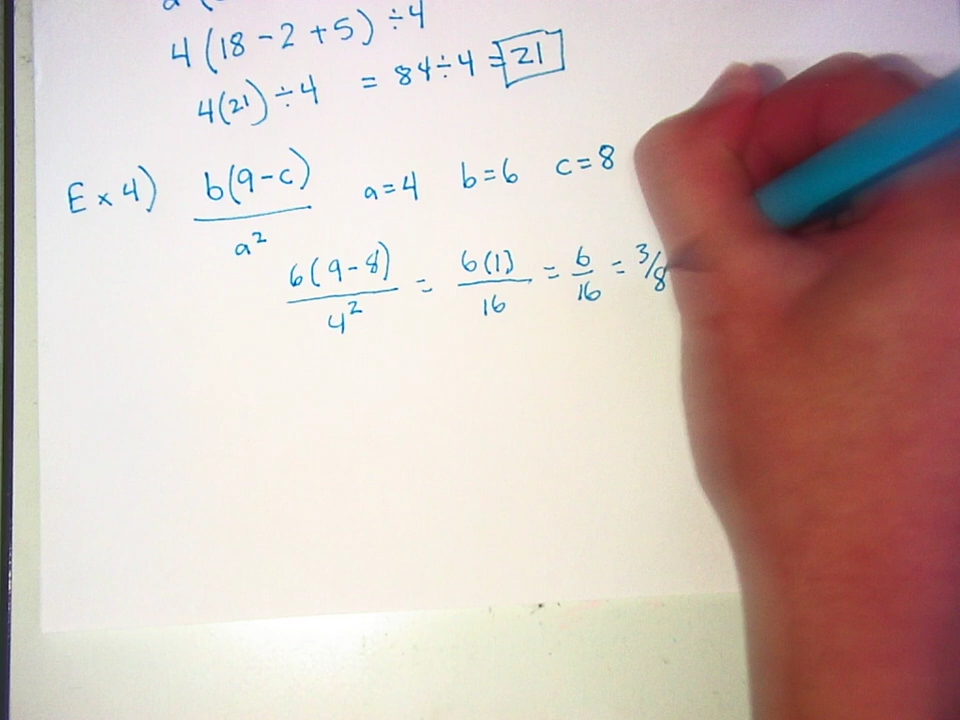 4(18-2+5)÷4
4(21)÷4 = 84÷4 = 21
Ex 4) b(9-c)/a² a=4 b=6 c=8
6(9-8)/4² = 6(1)/16 = 6/16 = 3/8